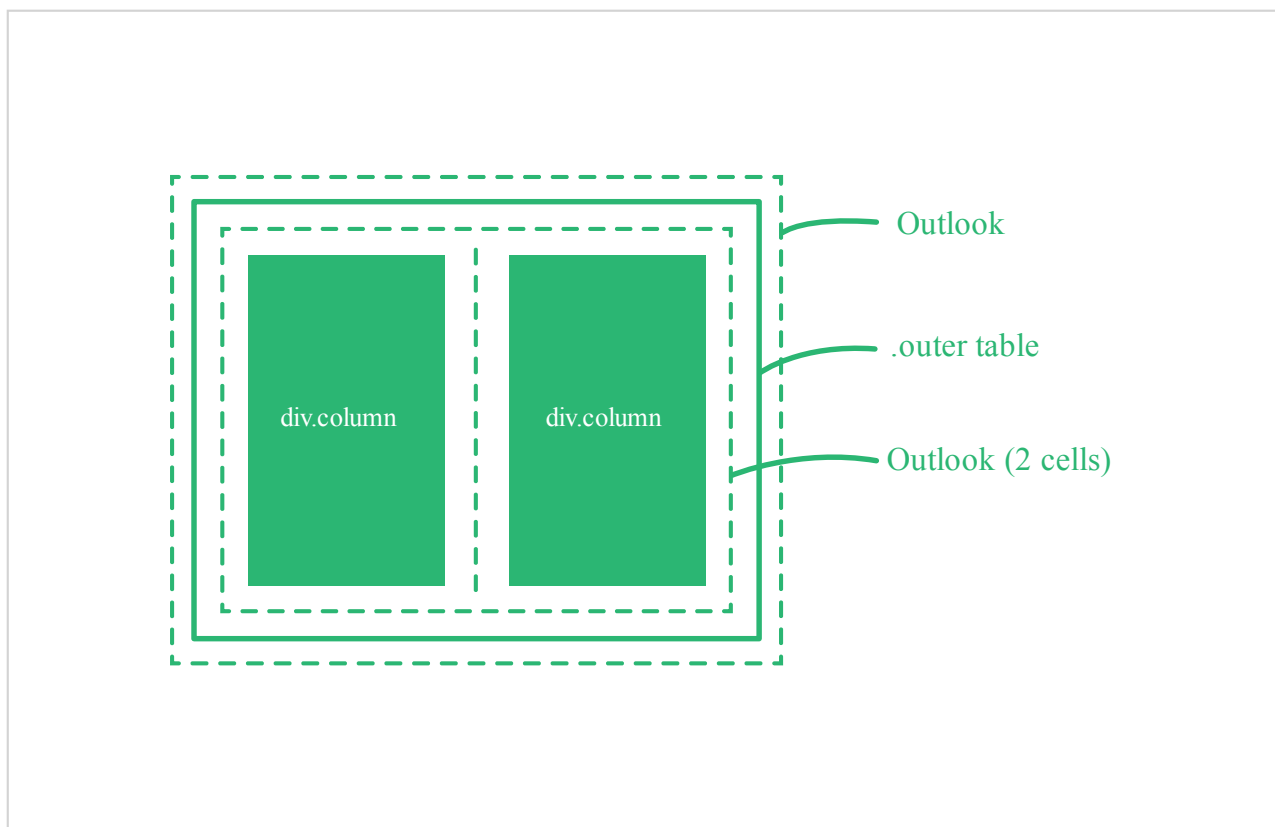 Outlook
.outer table
div.column
div.column
Outlook (2 cells)